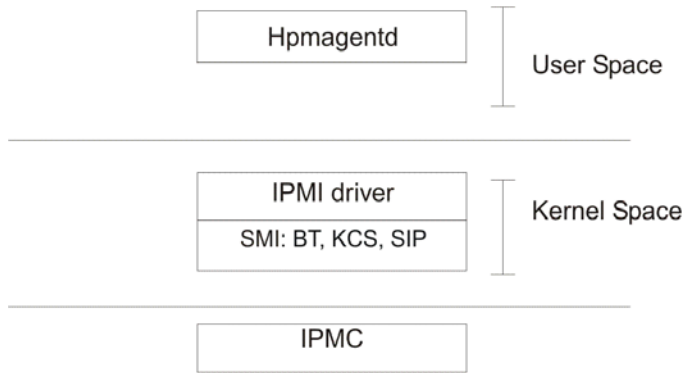 Hpmagentd
User Space
IPMI driver
Kernel Space
SMI: BT, KCS, SIP
IPMC